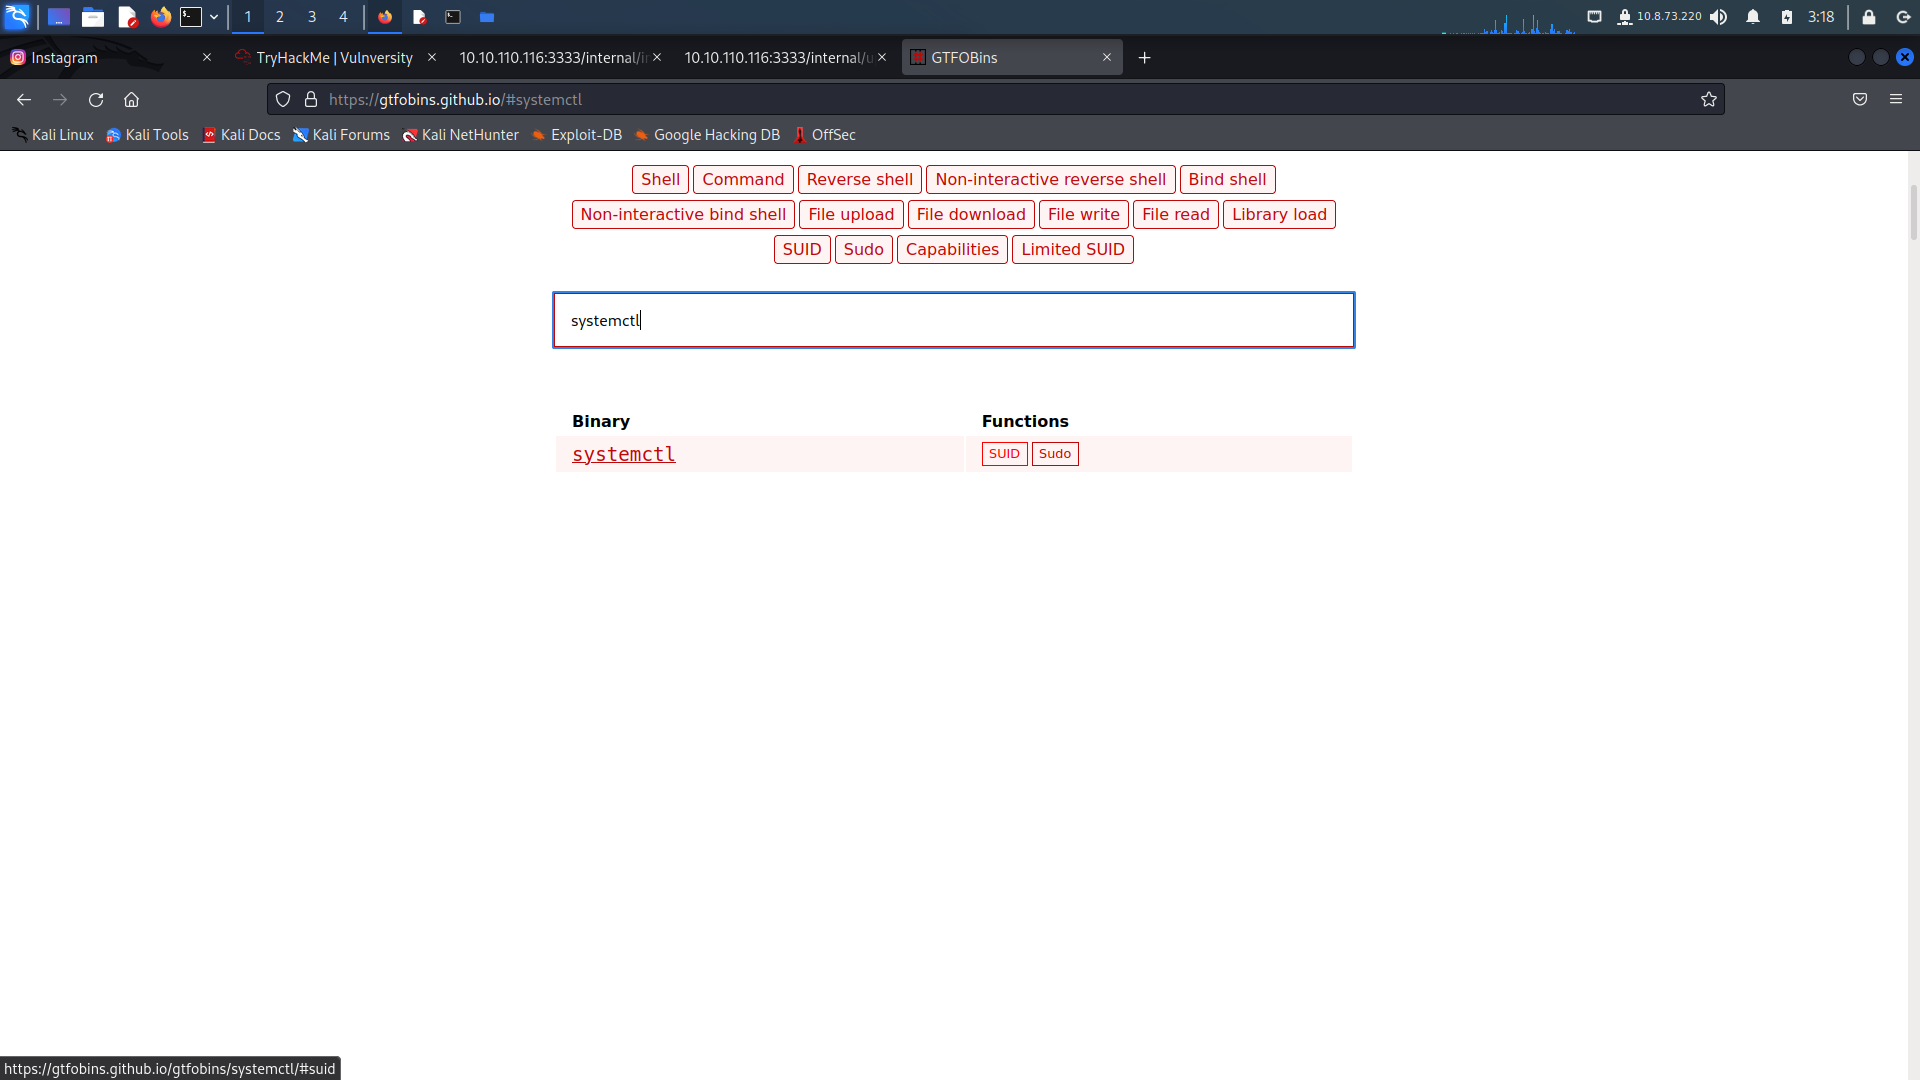 1 2 3 4 10.8.73.220 3:18
Instagram TryHackMe | Vulnversity 10.10.110.116:3333/internal/i 10.10.110.116:3333/internal/u GTFOBins
https://gtfobins.github.io/#systemctl
Kali Linux Kali Tools Kali Docs Kali Forums Kali NetHunter Exploit-DB Google Hacking DB OffSec
Shell Command Reverse shell Non-interactive reverse shell Bind shell
Non-interactive bind shell File upload File download File write File read Library load
SUID Sudo Capabilities Limited SUID
systemctl
Binary Functions
systemctl SUID Sudo
https://gtfobins.github.io/gtfobins/systemctl/#suid